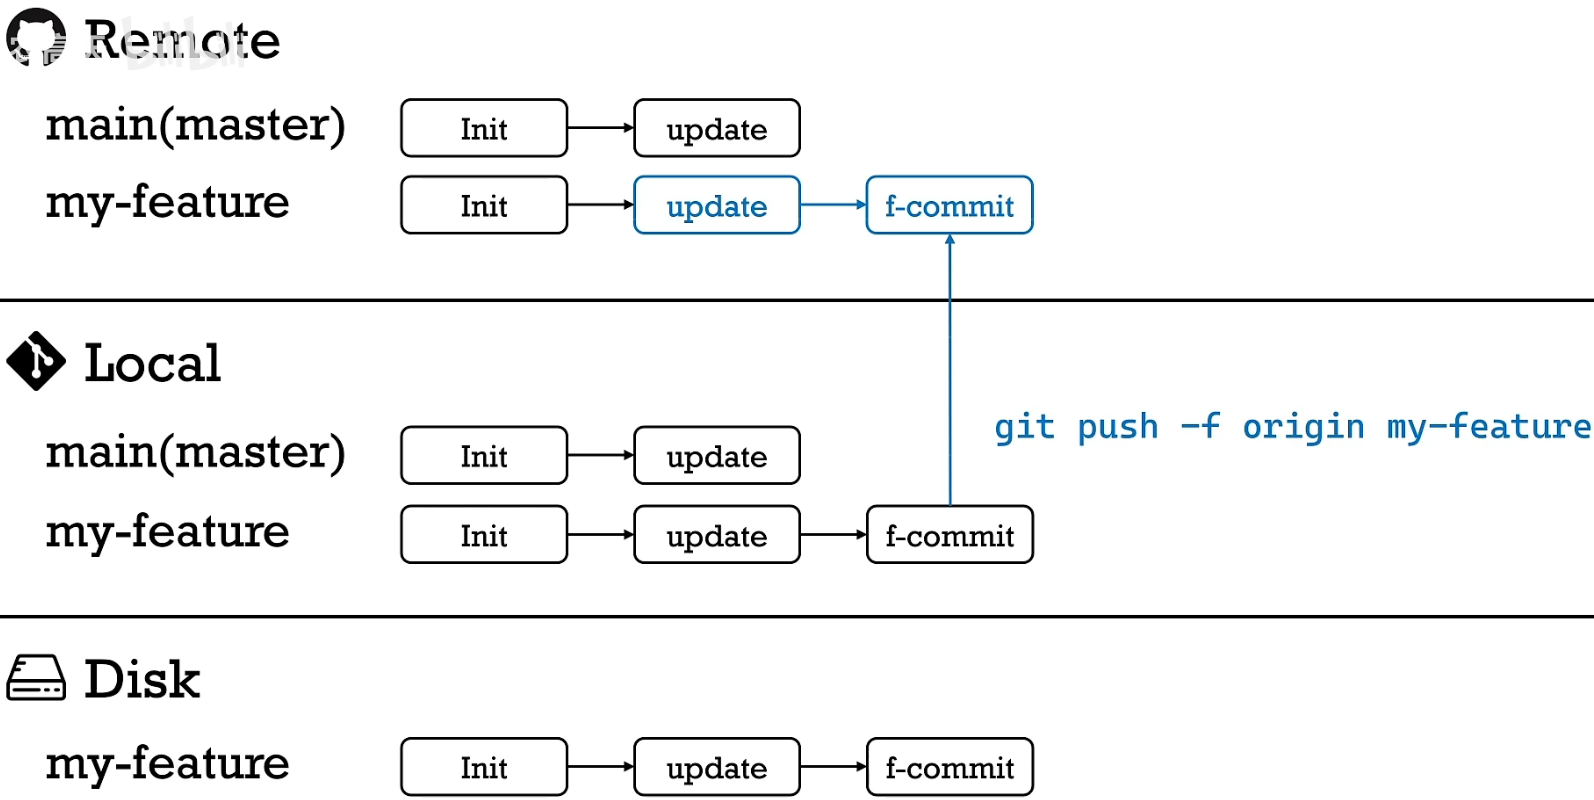 Remote
main(master) Init update
my-feature Init update f-commit
Local
git push -f origin my-feature
main(master) Init update
my-feature Init update f-commit
Disk
my-feature Init update f-commit